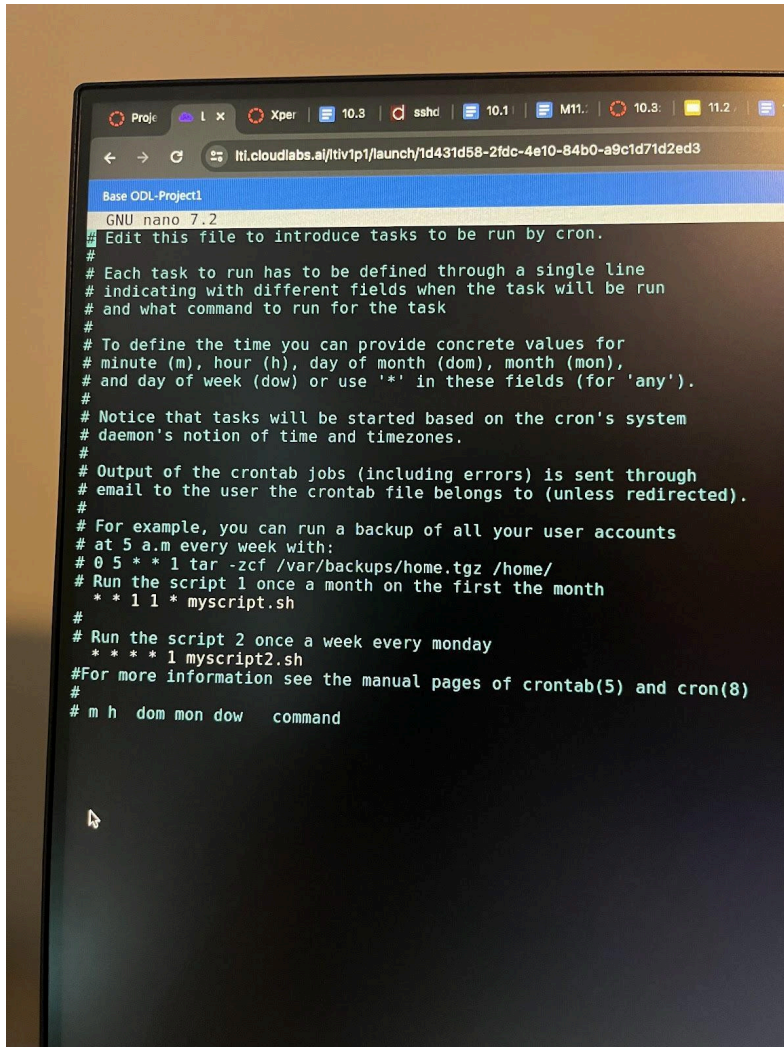 Proje
L ×
Xper
10.3
sshd
10.1
M11.
10.3:
11.2
lti.cloudlabs.ai/ltiv1p1/launch/1d431d58-2fdc-4e10-84b0-a9c1d71d2ed3
Base ODL-Project1
GNU nano 7.2
# Edit this file to introduce tasks to be run by cron.
#
# Each task to run has to be defined through a single line
# indicating with different fields when the task will be run
# and what command to run for the task
#
# To define the time you can provide concrete values for
# minute (m), hour (h), day of month (dom), month (mon),
# and day of week (dow) or use '*' in these fields (for 'any').
#
# Notice that tasks will be started based on the cron's system
# daemon's notion of time and timezones.
#
# Output of the crontab jobs (including errors) is sent through
# email to the user the crontab file belongs to (unless redirected).
#
# For example, you can run a backup of all your user accounts
# at 5 a.m every week with:
# 0 5 * * 1 tar -zcf /var/backups/home.tgz /home/
# Run the script 1 once a month on the first the month
* * 1 1 * myscript.sh
#
# Run the script 2 once a week every monday
* * * * 1 myscript2.sh
#For more information see the manual pages of crontab(5) and cron(8)
#
# m h  dom mon dow   command